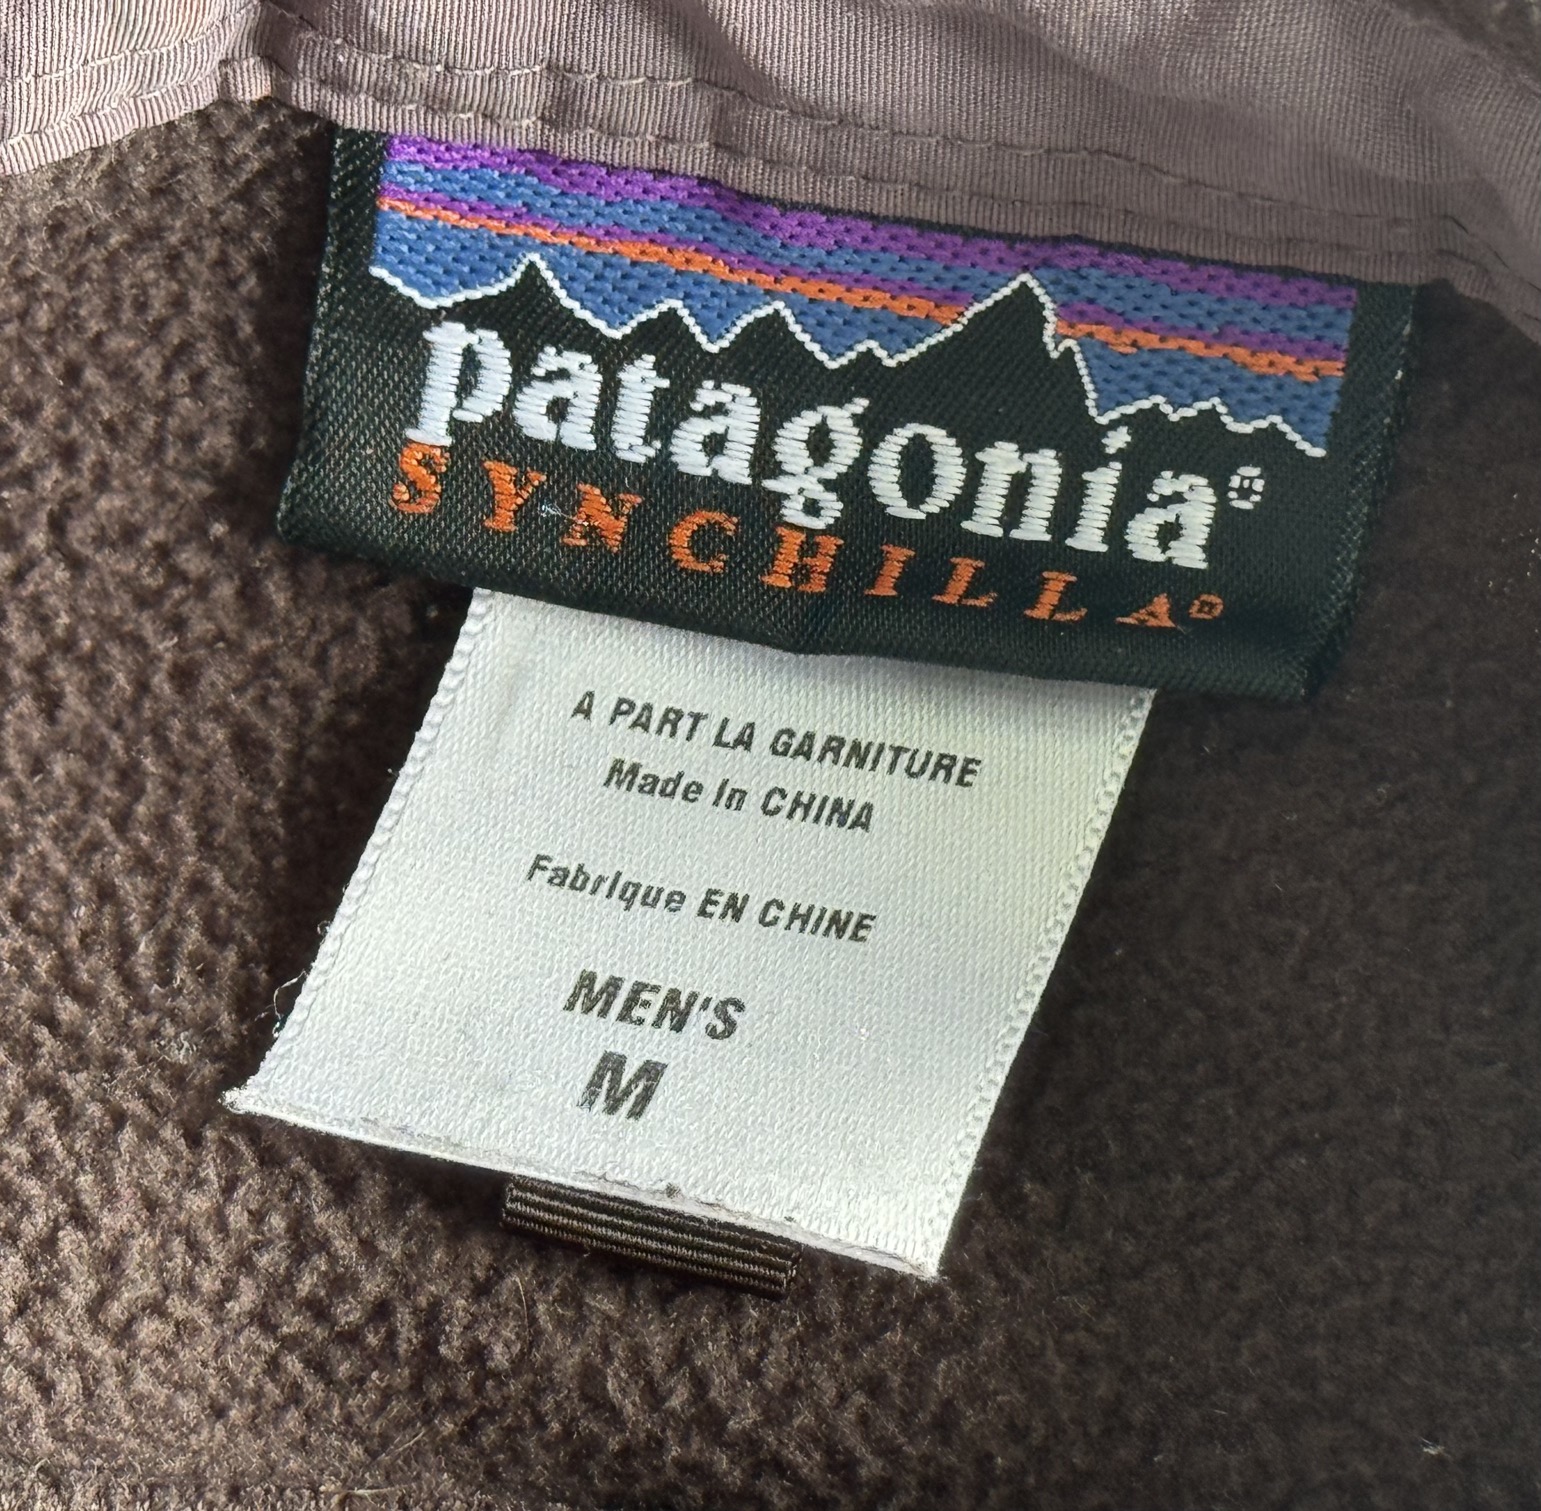 patagonia®
SYNCHILLA®
A PART LA GARNITURE
Made In CHINA
Fabrique EN CHINE
MEN'S
M